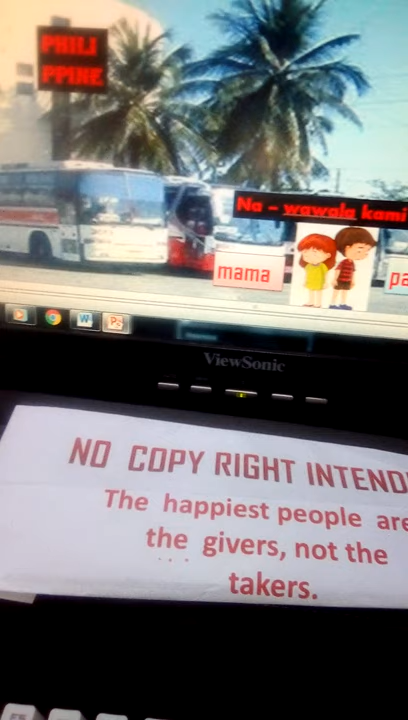 PHILI
PPINE
Na - wawala kami
mama
pa
ViewSonic
NO COPY RIGHT INTEND
The happiest people are
the givers, not the
takers.